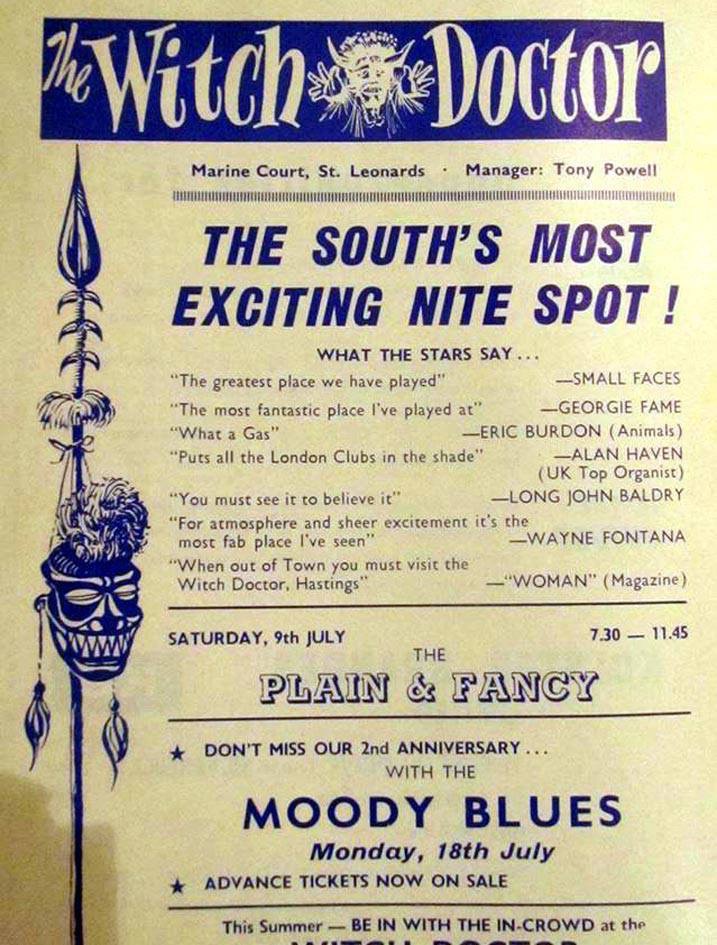 The Witch Doctor
Marine Court, St. Leonards · Manager: Tony Powell
THE SOUTH'S MOST
EXCITING NITE SPOT !
WHAT THE STARS SAY . . .
"The greatest place we have played" —SMALL FACES
"The most fantastic place I've played at" —GEORGIE FAME
"What a Gas" —ERIC BURDON (Animals)
"Puts all the London Clubs in the shade" —ALAN HAVEN
(UK Top Organist)
"You must see it to believe it" —LONG JOHN BALDRY
"For atmosphere and sheer excitement it's the
most fab place I've seen" —WAYNE FONTANA
"When out of Town you must visit the
Witch Doctor, Hastings" —"WOMAN" (Magazine)
SATURDAY, 9th JULY 7.30 — 11.45
THE
PLAIN & FANCY
★ DON'T MISS OUR 2nd ANNIVERSARY . . .
WITH THE
MOODY BLUES
Monday, 18th July
★ ADVANCE TICKETS NOW ON SALE
This Summer — BE IN WITH THE IN-CROWD at the
WITCH DOCTOR